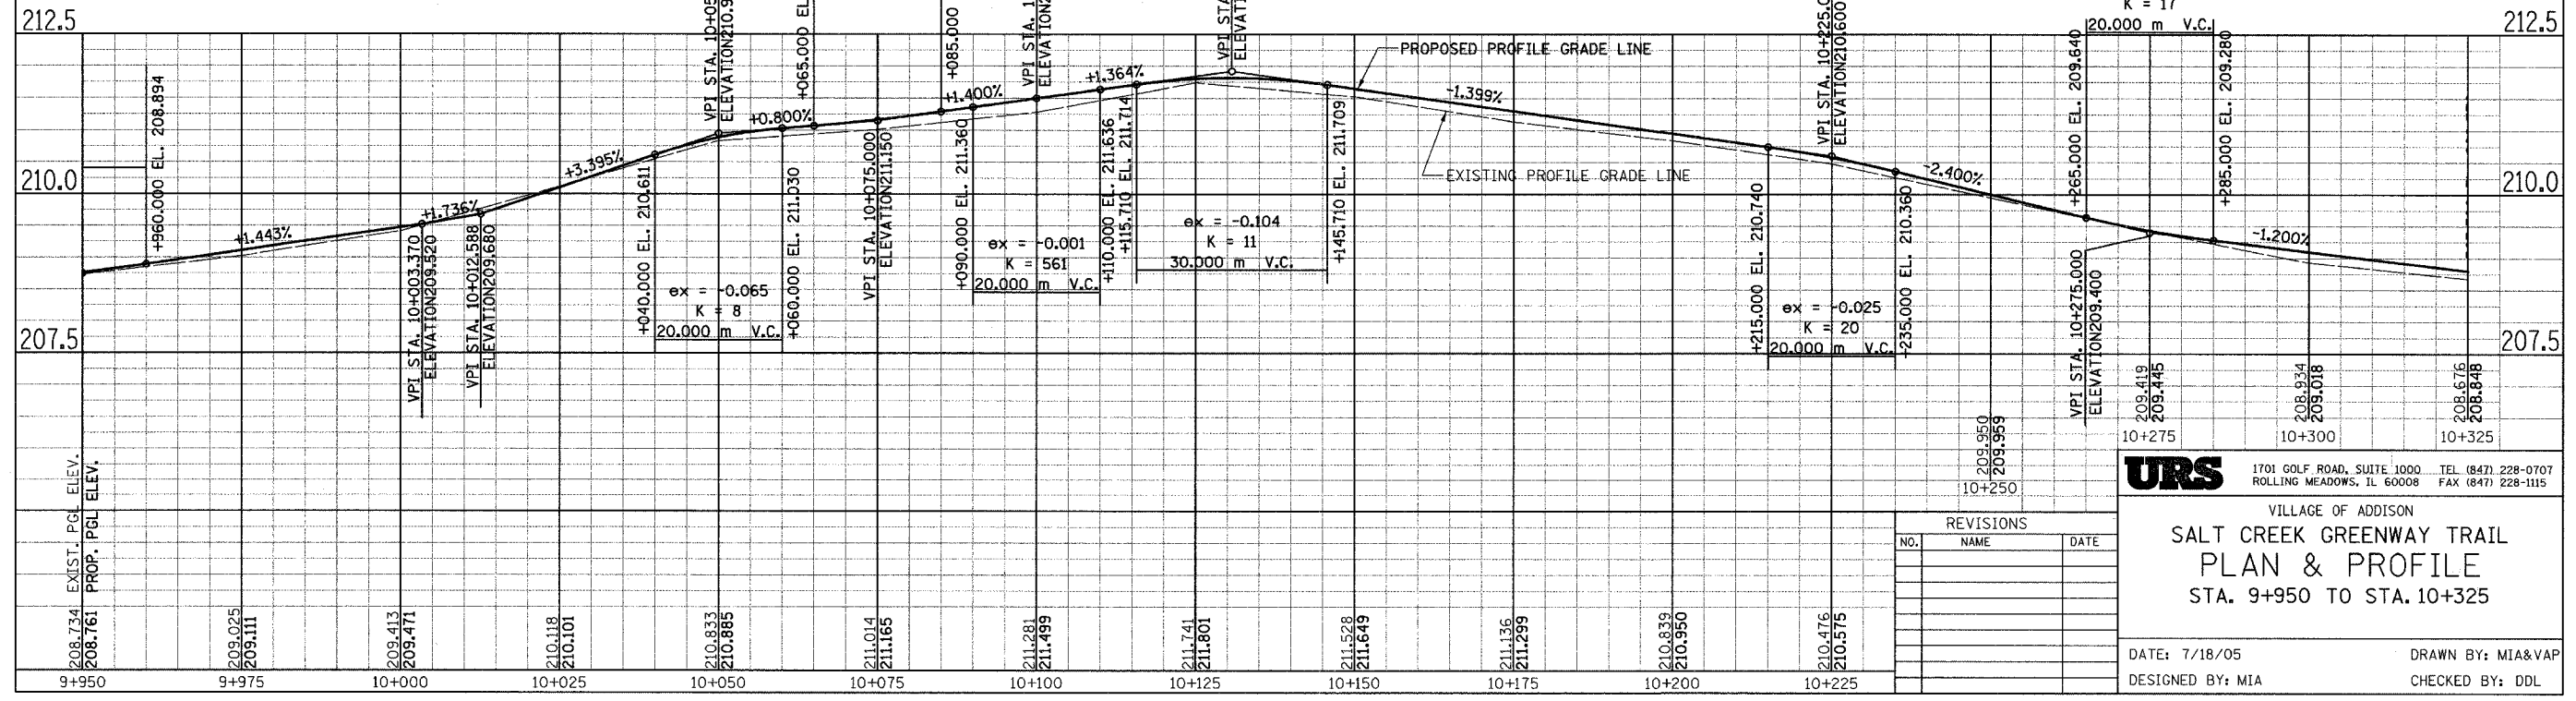 212.5
212.5
210.0
210.0
207.5
207.5
+960.000 EL. 208.894
+1.443%
VPI STA. 10+003.370
ELEVATION209.520
+1.736%
VPI STA. 10+012.588
ELEVATION209.680
+3.395%
+040.000 EL. 210.611
ex = -0.065
K = 8
20.000 m V.C.
VPI STA. 10+05
ELEVATION210.9
+060.000 EL. 211.030
+0.800%
+065.000 EL
VPI STA. 10+075.000
ELEVATION211.150
+085.000
+1.400%
+090.000 EL. 211.360
ex = -0.001
K = 561
20.000 m V.C.
VPI STA. 1
ELEVATION2
+1.364%
+110.000 EL. 211.636
+115.710 EL. 211.714
ex = -0.104
K = 11
30.000 m V.C.
VPI STA
ELEVATI
+145.710 EL. 211.709
PROPOSED PROFILE GRADE LINE
-1.399%
EXISTING PROFILE GRADE LINE
+215.000 EL. 210.740
ex = -0.025
K = 20
20.000 m V.C.
VPI STA. 10+225.0
ELEVATION210.600
+235.000 EL. 210.360
-2.400%
+265.000 EL. 209.640
K = 17
20.000 m V.C.
VPI STA. 10+275.000
ELEVATION209.400
+285.000 EL. 209.280
-1.200%
EXIST. PGL ELEV.
PROP. PGL ELEV.
208.734
208.761
209.025
209.111
209.413
209.471
210.118
210.101
210.833
210.885
211.014
211.165
211.281
211.499
211.741
211.801
211.528
211.649
211.136
211.299
210.839
210.950
210.476
210.575
209.950
209.959
209.419
209.445
208.934
209.018
208.676
208.848
9+950
9+975
10+000
10+025
10+050
10+075
10+100
10+125
10+150
10+175
10+200
10+225
10+250
10+275
10+300
10+325
REVISIONS
NO. NAME DATE
URS
1701 GOLF ROAD, SUITE 1000 TEL (847) 228-0707
ROLLING MEADOWS, IL 60008 FAX (847) 228-1115
VILLAGE OF ADDISON
SALT CREEK GREENWAY TRAIL
PLAN & PROFILE
STA. 9+950 TO STA. 10+325
DATE: 7/18/05 DRAWN BY: MIA&VAP
DESIGNED BY: MIA CHECKED BY: DDL